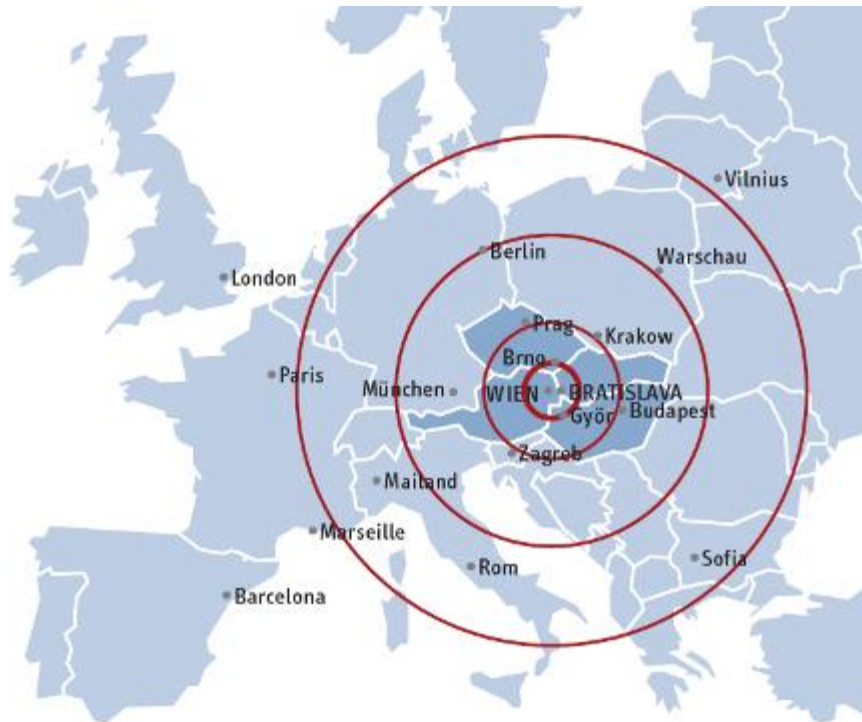 Vilnius
Berlin
Warschau
London
Prag
Krakow
Brno
Paris
München
WIEN
BRATISLAVA
Györ
Budapest
Zagreb
Mailand
Marseille
Rom
Sofia
Barcelona